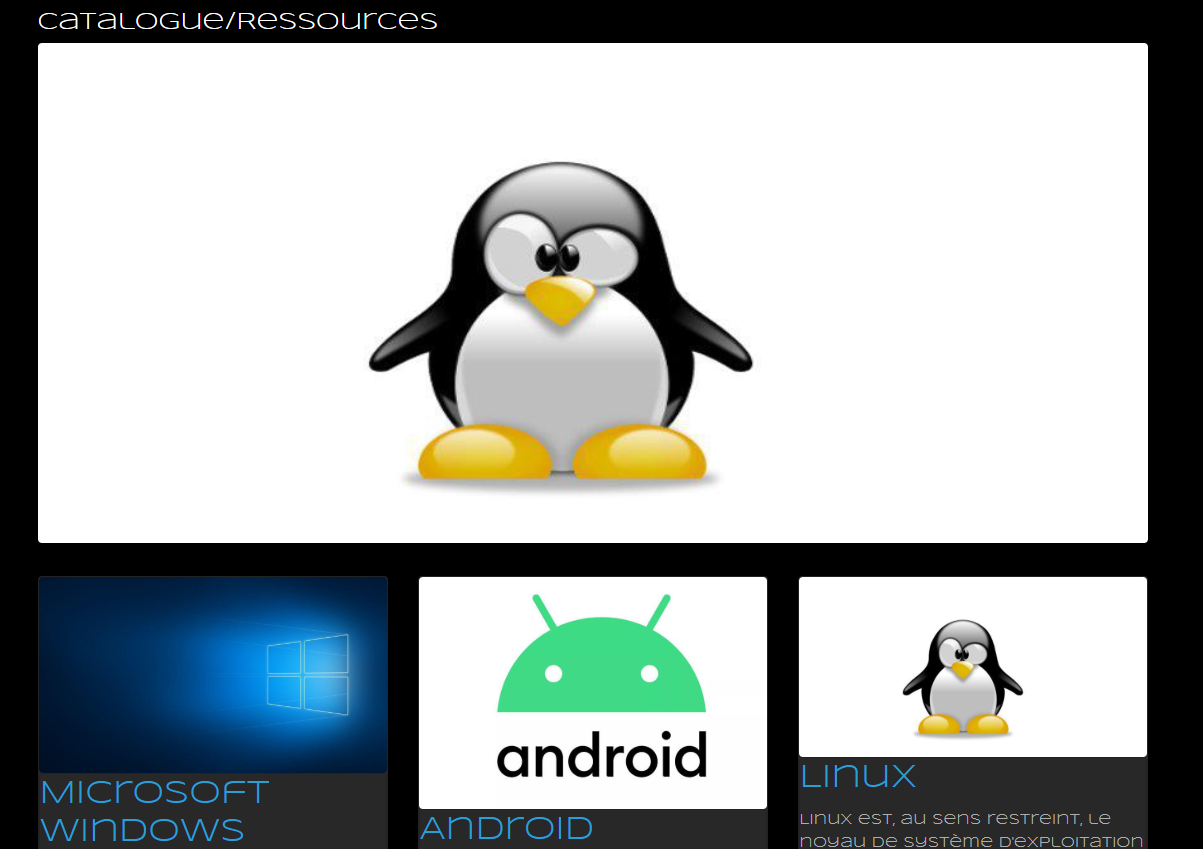 Catalogue/Ressources
android
Microsoft
Windows
Android
Linux
Linux est, au sens restreint, le
noyau de système d'exploitation